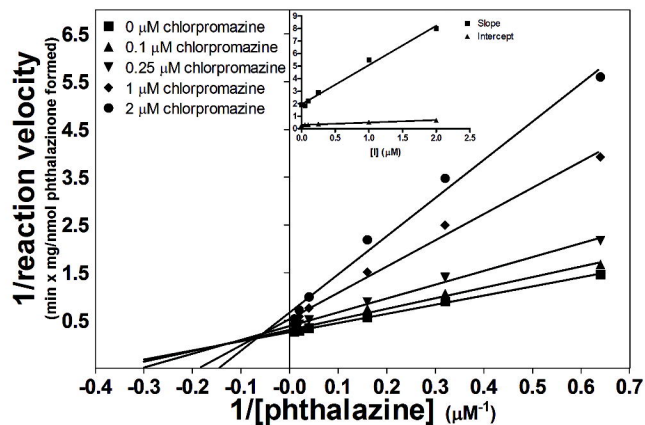 0 µM chlorpromazine
0.1 µM chlorpromazine
0.25 µM chlorpromazine
1 µM chlorpromazine
2 µM chlorpromazine
9
8
7
6
5
4
3
2
1
0
0.0 0.5 1.0 1.5 2.0 2.5
[I] (µM)
Slope
Intercept
1/reaction velocity
(min x mg/nmol phthalazinone formed)
6.5
5.5
4.5
3.5
2.5
1.5
0.5
-0.4 -0.3 -0.2 -0.1 -0.0 0.1 0.2 0.3 0.4 0.5 0.6 0.7
1/[phthalazine] (µM-1)